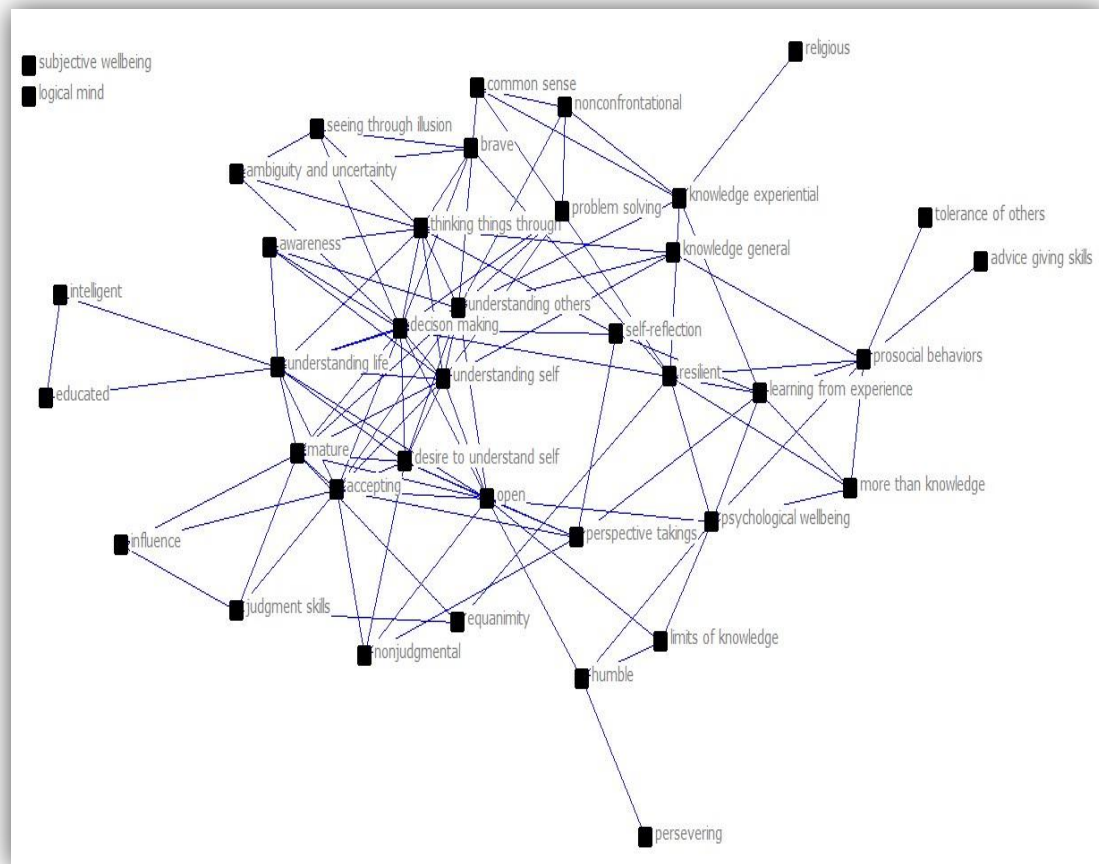 religious
subjective wellbeing
common sense
logical mind
nonconfrontational
seeing through illusion
brave
ambiguity and uncertainty
knowledge experiential
problem solving
tolerance of others
thinking things through
awareness
knowledge general
advice giving skills
intelligent
understanding others
decison making
self-reflection
prosocial behaviors
understanding life
understanding self
resilient
learning from experience
educated
mature
desire to understand self
accepting
open
more than knowledge
psychological wellbeing
perspective takings
influence
judgment skills
equanimity
limits of knowledge
nonjudgmental
humble
persevering